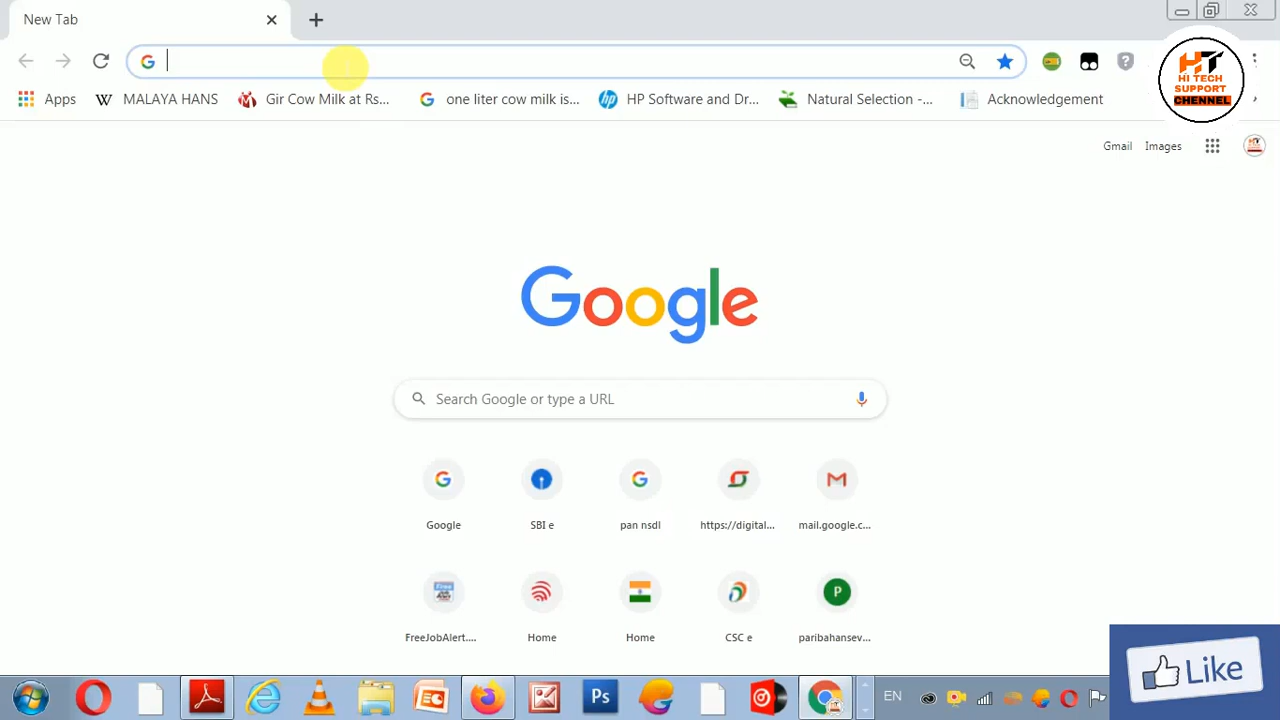 New Tab
HI TECH
SUPPORT
CHENNEL
Apps
MALAYA HANS
Gir Cow Milk at Rs...
one liter cow milk is...
HP Software and Dr...
Natural Selection -...
Acknowledgement
Gmail
Images
Google
Search Google or type a URL
Google
SBI e
pan nsdl
https://digital...
mail.google.c...
FreeJobAlert....
Home
Home
CSC e
P
paribahansev...
Ps
EN
Like